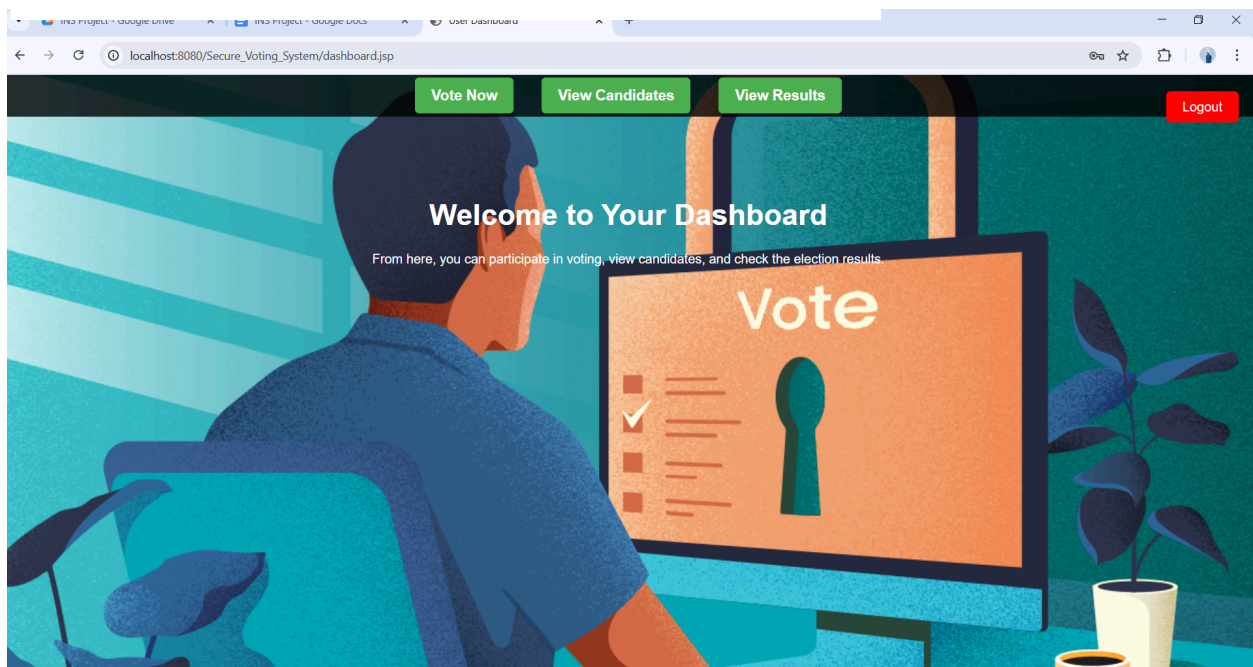 INS Project - Google Drive
INS Project - Google Docs
User Dashboard
localhost:8080/Secure_Voting_System/dashboard.jsp
Vote Now
View Candidates
View Results
Logout
Welcome to Your Dashboard
From here, you can participate in voting, view candidates, and check the election results.
Vote